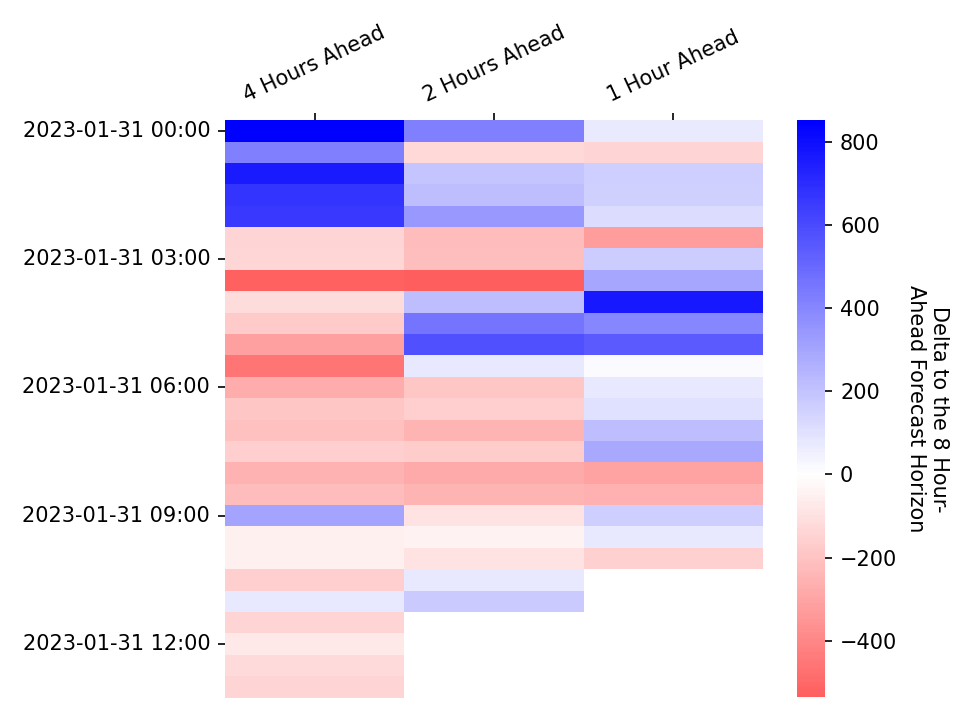 4 Hours Ahead
2 Hours Ahead
1 Hour Ahead
2023-01-31 00:00
2023-01-31 03:00
2023-01-31 06:00
2023-01-31 09:00
2023-01-31 12:00
800
600
400
200
0
−200
−400
Delta to the 8 Hour-
Ahead Forecast Horizon